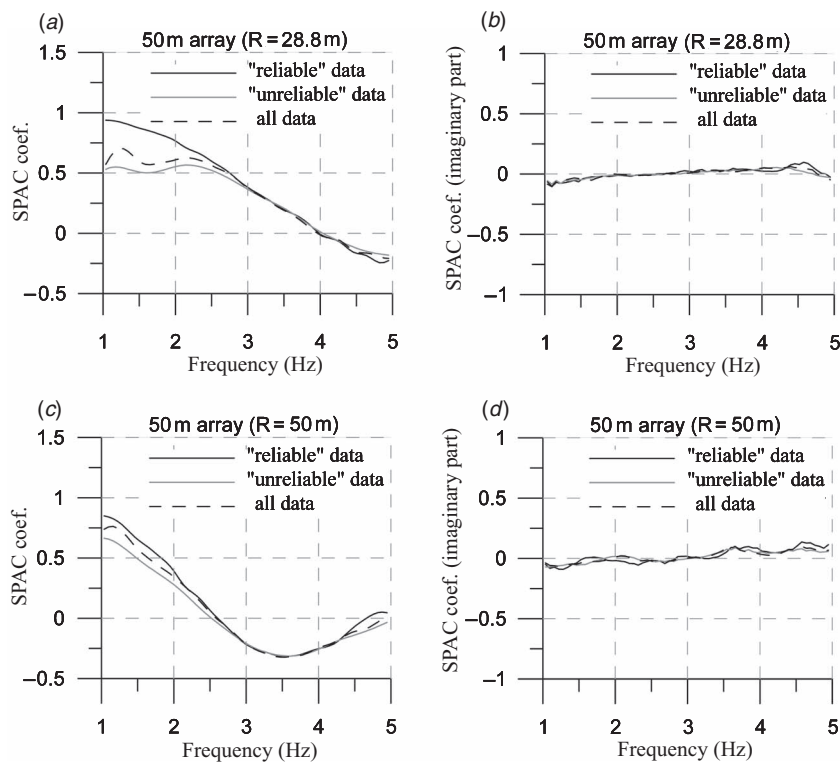 (a)
50 m array (R = 28.8 m)
"reliable" data
"unreliable" data
all data
SPAC coef.
1.5
1
0.5
0
−0.5
1 2 3 4 5
Frequency (Hz)
(b)
50 m array (R = 28.8 m)
"reliable" data
"unreliable" data
all data
SPAC coef. (imaginary part)
1
0.5
0
−0.5
−1
1 2 3 4 5
Frequency (Hz)
(c)
50 m array (R = 50 m)
"reliable" data
"unreliable" data
all data
SPAC coef.
1.5
1
0.5
0
−0.5
1 2 3 4 5
Frequency (Hz)
(d)
50 m array (R = 50 m)
"reliable" data
"unreliable" data
all data
SPAC coef. (imaginary part)
1
0.5
0
−0.5
−1
1 2 3 4 5
Frequency (Hz)